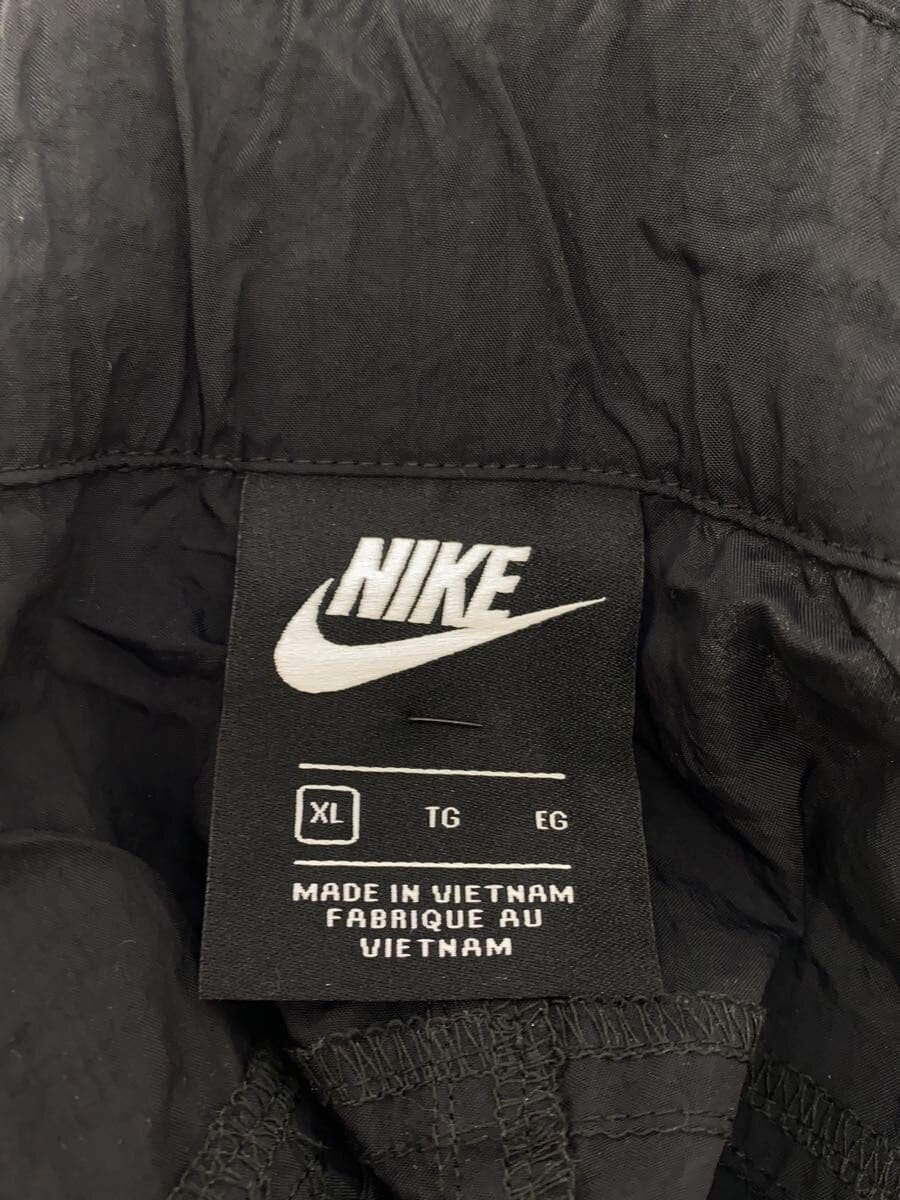 NIKE
XL TG EG
MADE IN VIETNAM
FABRIQUE AU
VIETNAM